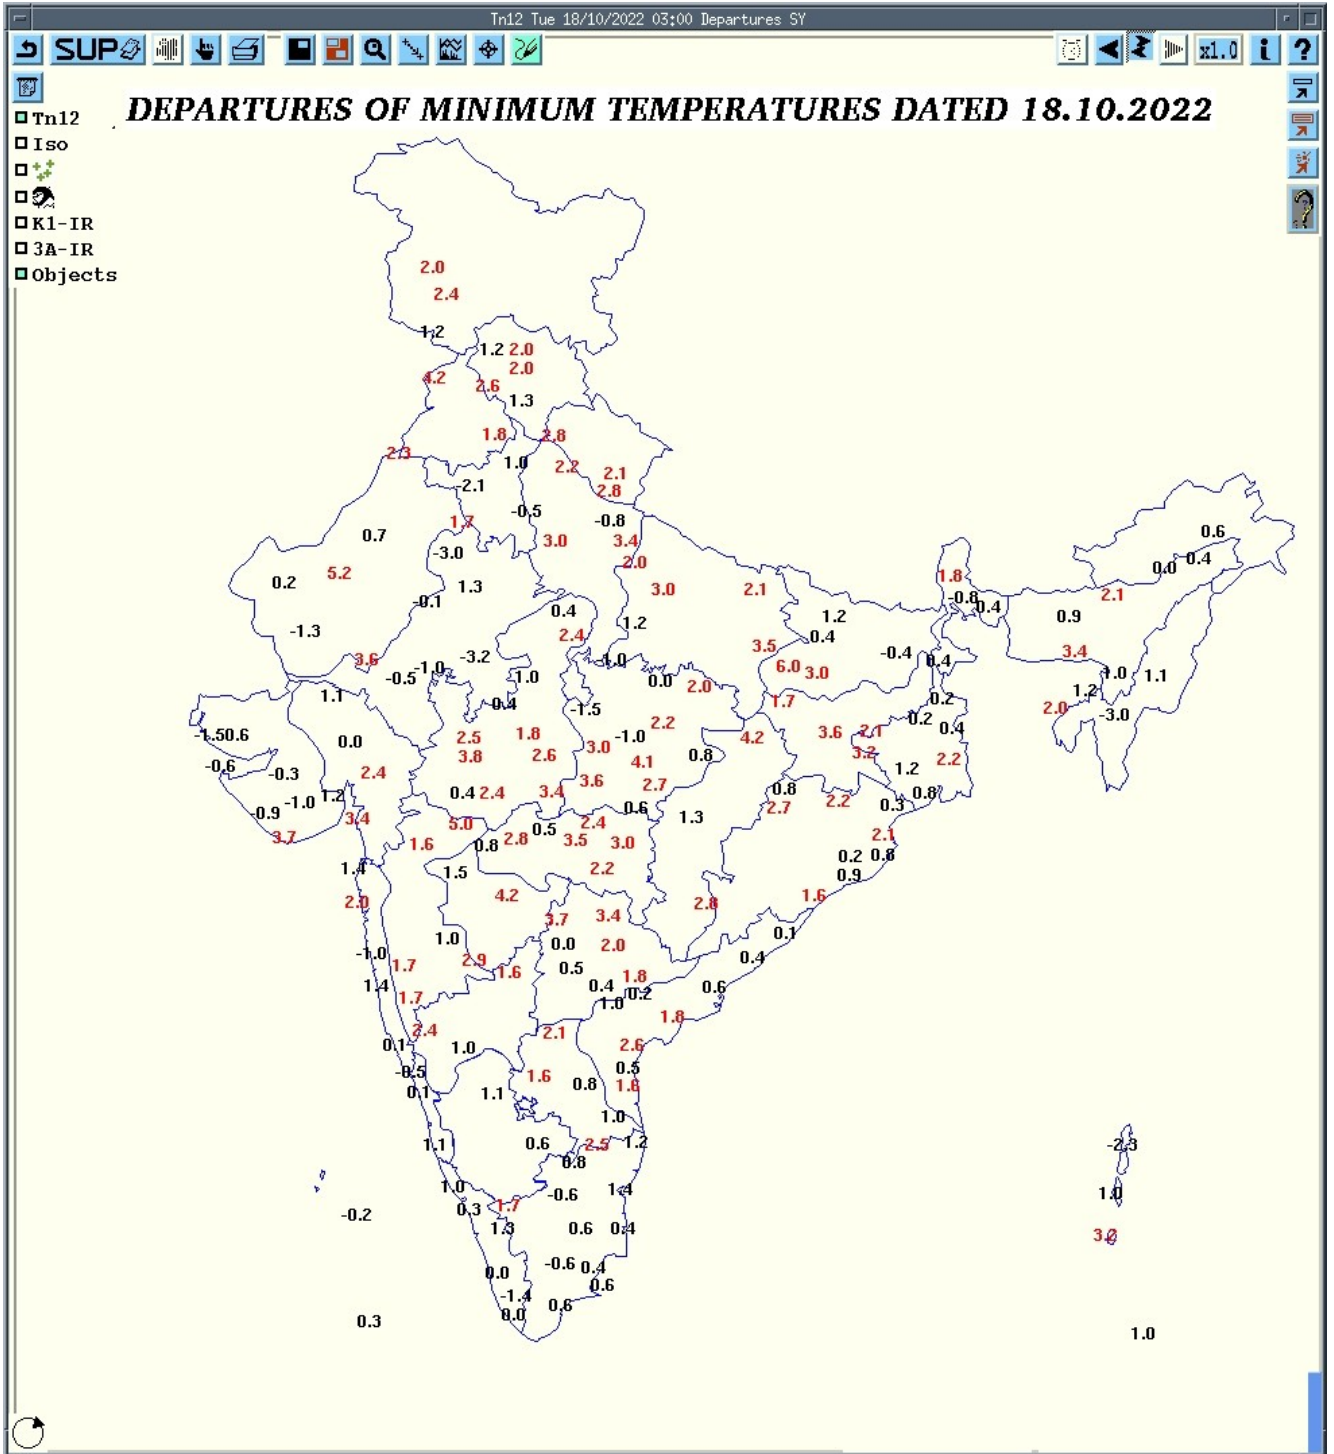 Tn12 Tue 18/10/2022 03:00 Departures SY
SUP x1.0 i ?
DEPARTURES OF MINIMUM TEMPERATURES DATED 18.10.2022
Tn12
Iso
K1-IR
3A-IR
Objects
2.0
2.4
1.2
1.2 2.0
2.0
4.2 2.6
1.3
1.8 2.8
2.3 1.0 2.2 2.1
-2.1 2.8
1.7 -0.5 -0.8
0.7 3.0 3.4 0.6
-3.0 2.0 0.0 0.4
5.2 1.8
0.2 1.3 3.0 2.1 2.1
-0.1 -0.8 0.4
0.4 1.2 1.2 0.9
-1.3 2.4 0.4
3.6 -3.2 -1.0 3.5 -0.4 0.4 3.4
-0.5 -1.0 1.0 0.0 6.0 3.0 1.0 1.1
1.1 0.4 2.0 1.7 0.2 1.2
-1.5 2.0 -3.0
-1.50.6 0.0 2.5 1.8 2.2 -1.0 4.2 3.6 2.1 0.2 0.4
-0.6 3.8 2.6 3.0 4.1 0.8 3.2 2.2
-0.3 2.4 3.6 2.7 1.2
-1.0 1.2 0.4 2.4 3.4 0.8 0.8
-0.9 0.6 1.3 2.7 2.2 0.3
3.7 3.4 5.0 0.5 2.4
1.6 0.8 2.8 3.5 3.0 2.1
1.4 1.5 2.2 0.2 0.8
0.9
2.0 4.2 2.8 1.6
3.7 3.4
1.0 0.0 2.0 0.1
-1.0 1.7 2.9 1.6 0.5 0.4
1.4 1.7 0.4 1.8 0.6
1.0 0.2
2.4 2.1 1.8
0.1 1.0 2.6
-0.5 1.6 0.8 0.5
0.1 1.1
1.0
1.1 0.6 2.5 1.2 -2.3
0.8
1.0 -0.6 1.4 1.0
-0.2 0.3 1.7
1.3 0.6 0.4
-0.6 0.4
0.0 0.6
-1.4 0.6
0.3 0.0 1.0